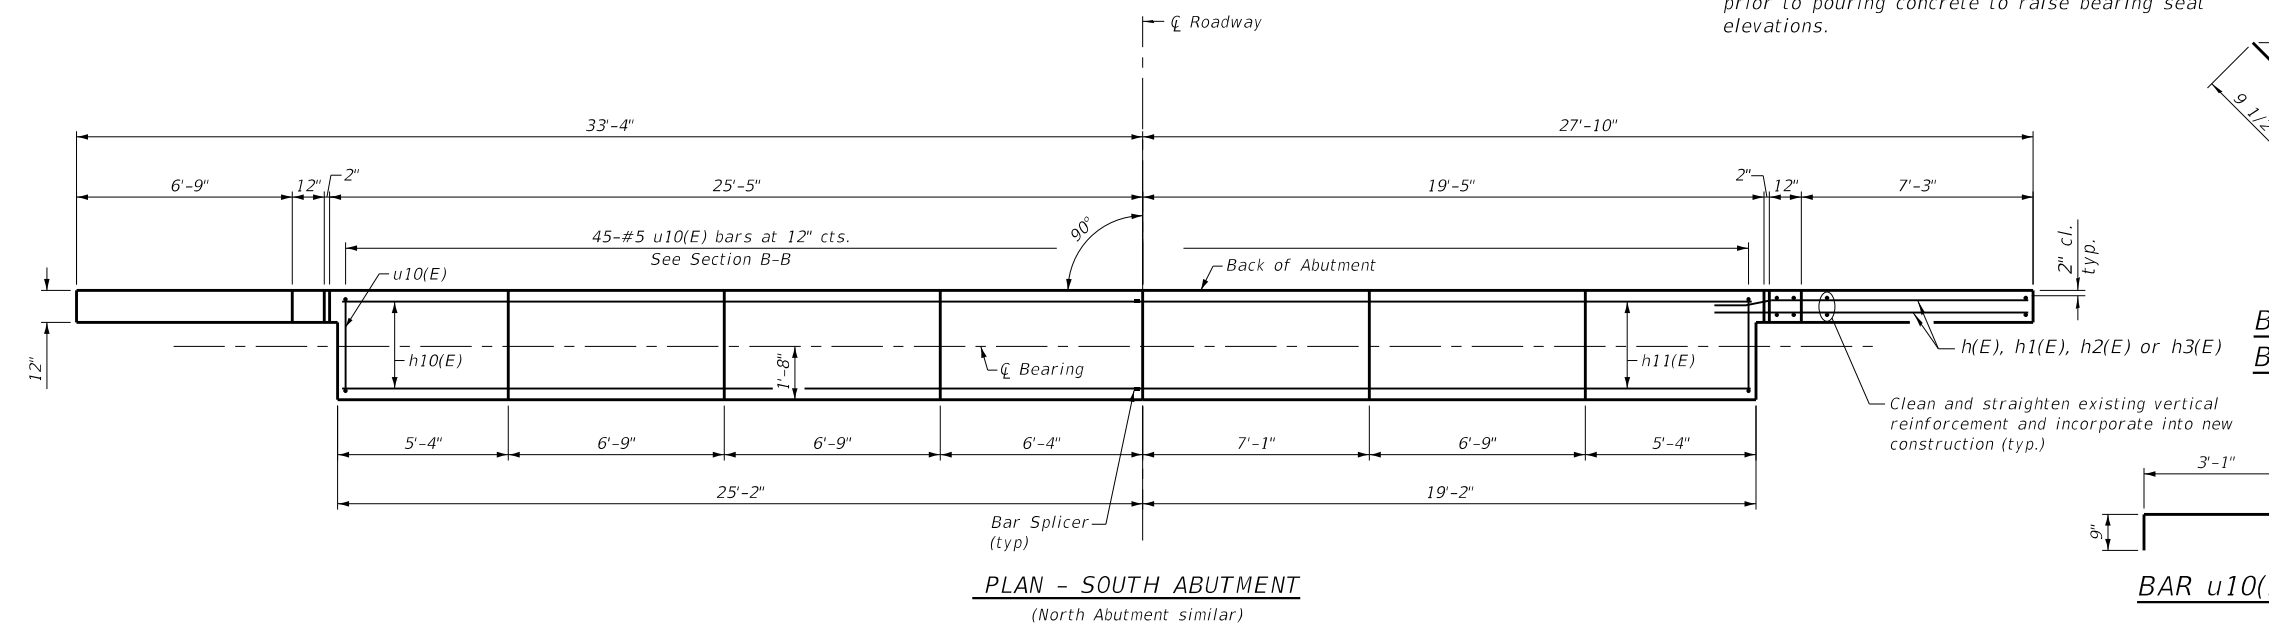 prior to pouring concrete to raise bearing seat
elevations.
℄ Roadway
9 1/2"
33'-4"
27'-10"
6'-9"
12"
2"
25'-5"
19'-5"
2"
12"
7'-3"
90°
45-#5 u10(E) bars at 12" cts.
See Section B-B
u10(E)
Back of Abutment
2" cl.
typ.
12"
h10(E)
1'-8"
℄ Bearing
h11(E)
h(E), h1(E), h2(E) or h3(E)
B
B
Clean and straighten existing vertical
reinforcement and incorporate into new
construction (typ.)
5'-4"
6'-9"
6'-9"
6'-4"
7'-1"
6'-9"
5'-4"
25'-2"
19'-2"
Bar Splicer
(typ)
3'-1"
9"
PLAN - SOUTH ABUTMENT
(North Abutment similar)
BAR u10(